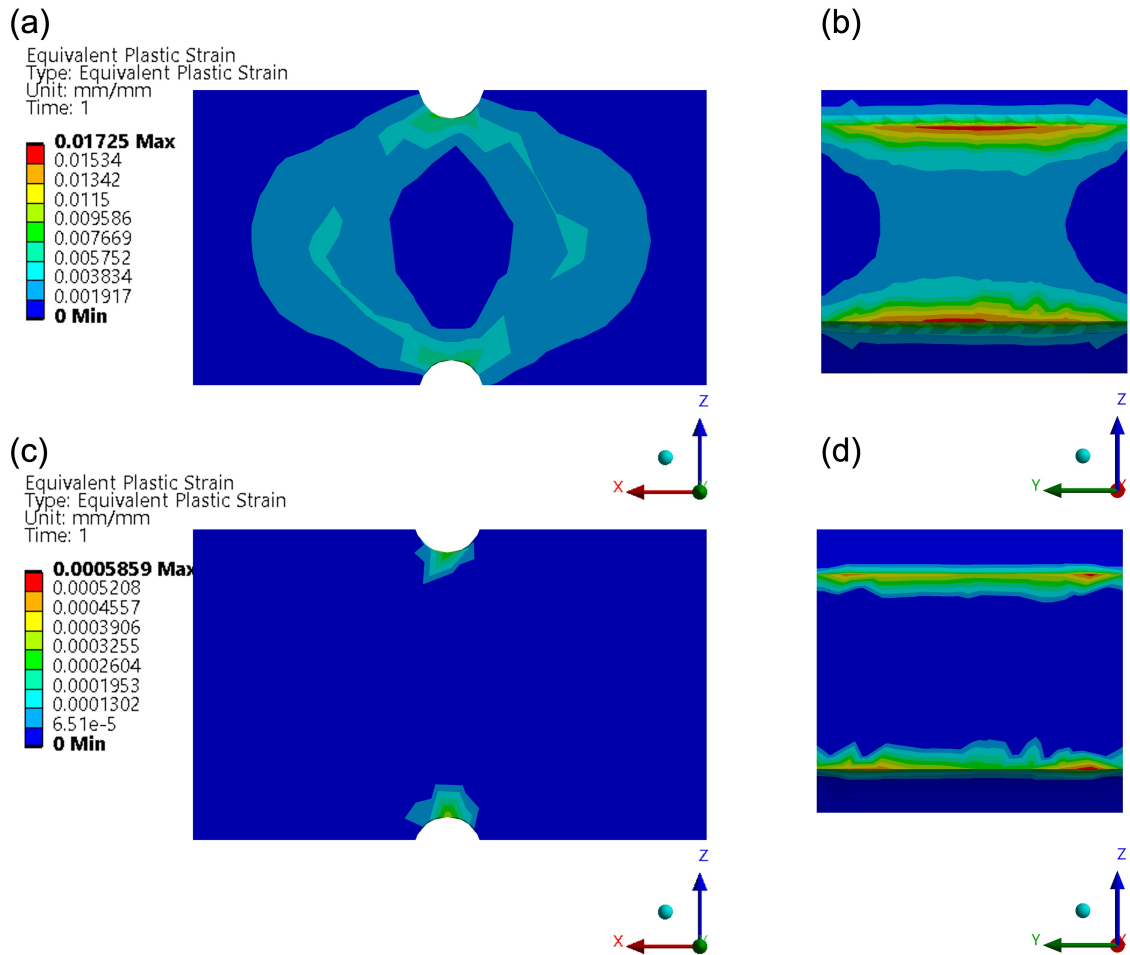 (a)
(b)
Equivalent Plastic Strain
Type: Equivalent Plastic Strain
Unit: mm/mm
Time: 1
0.01725 Max
0.01534
0.01342
0.0115
0.009586
0.007669
0.005752
0.003834
0.001917
0 Min
Z
X
Z
Y
X
(c)
(d)
Equivalent Plastic Strain
Type: Equivalent Plastic Strain
Unit: mm/mm
Time: 1
0.0005859 Max
0.0005208
0.0004557
0.0003906
0.0003255
0.0002604
0.0001953
0.0001302
6.51e-5
0 Min
Z
X
Y
Z
Y
X